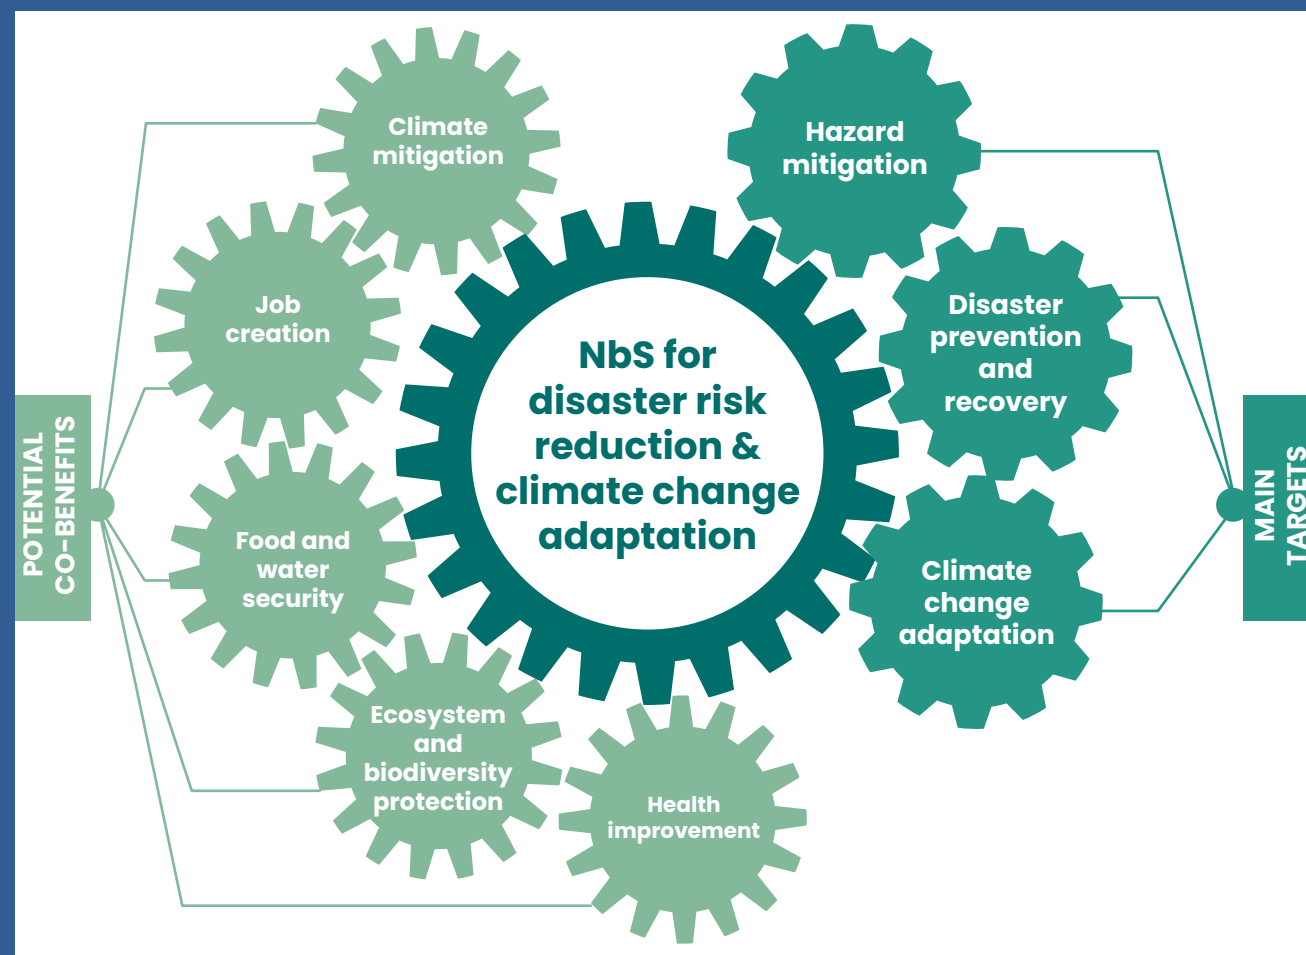 Climate
mitigation
Job
creation
Food and
water
security
Ecosystem
and
biodiversity
protection
Health
improvement
POTENTIAL
CO-BENEFITS
NbS for
disaster risk
reduction &
climate change
adaptation
Hazard
mitigation
Disaster
prevention
and
recovery
Climate
change
adaptation
MAIN
TARGETS